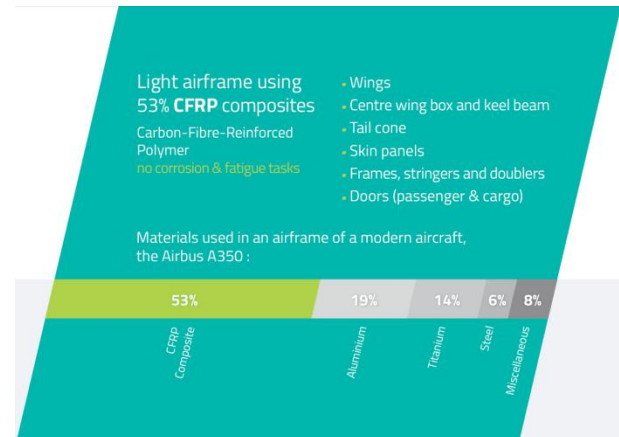 Light airframe using
53% CFRP composites
Carbon-Fibre-Reinforced
Polymer
no corrosion & fatigue tasks
• Wings
• Centre wing box and keel beam
• Tail cone
• Skin panels
• Frames, stringers and doublers
• Doors (passenger & cargo)
Materials used in an airframe of a modern aircraft,
the Airbus A350 :
53% 19% 14% 6% 8%
CFRP
Composite
Aluminium
Titanium
Steel
Miscellaneous